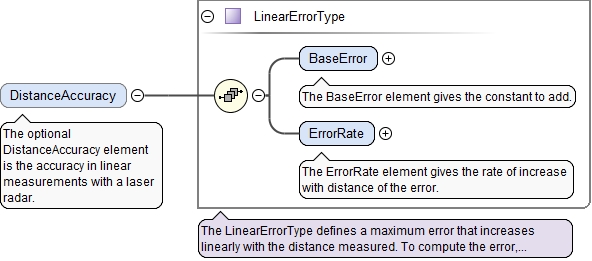 LinearErrorType
BaseError
The BaseError element gives the constant to add.
DistanceAccuracy
The optional
DistanceAccuracy element
is the accuracy in linear
measurements with a laser
radar.
ErrorRate
The ErrorRate element gives the rate of increase
with distance of the error.
The LinearErrorType defines a maximum error that increases
linearly with the distance measured. To compute the error,...